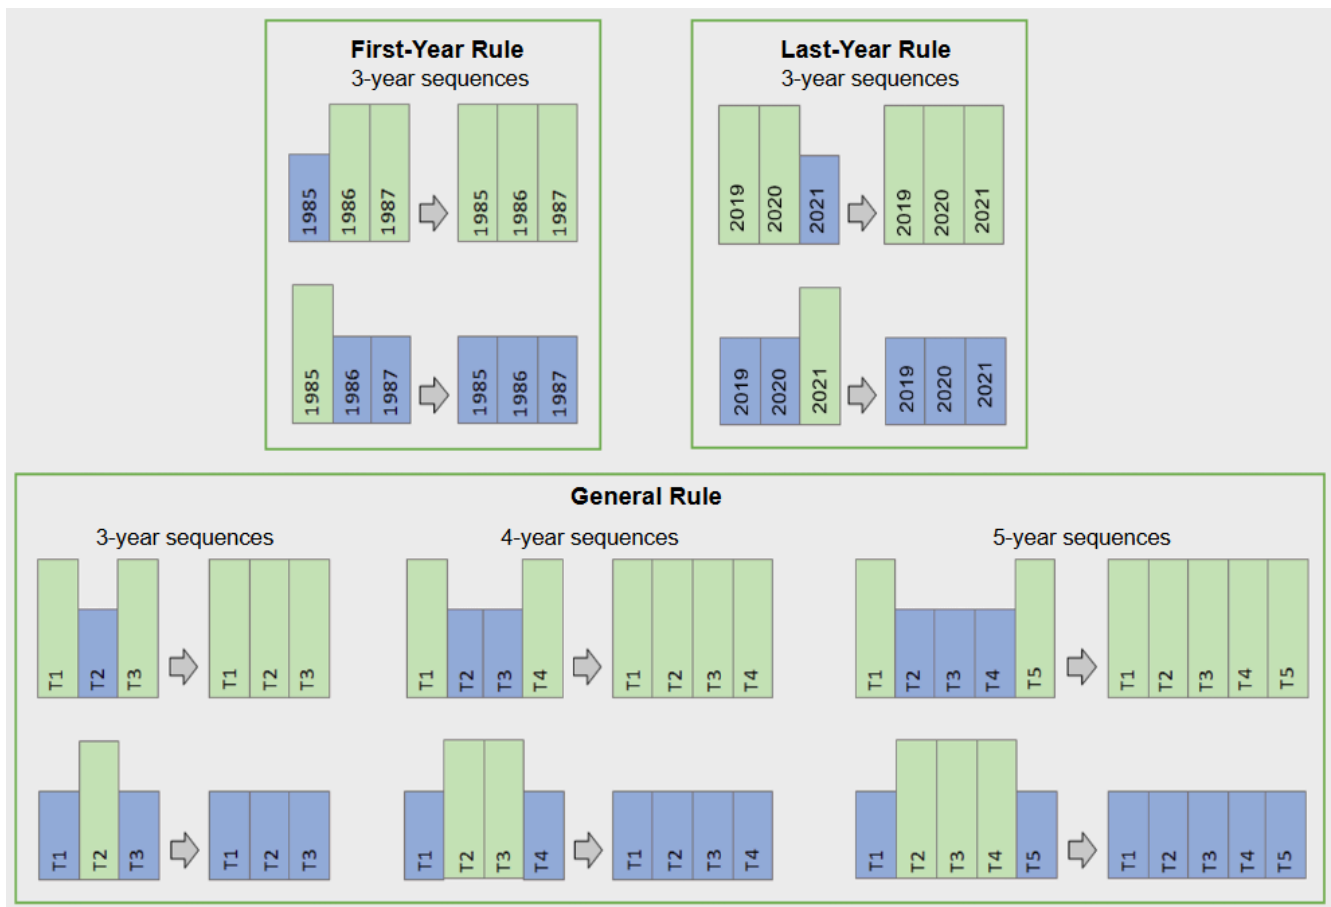 First-Year Rule
3-year sequences
1985 1986 1987 1985 1986 1987
1985 1986 1987 1985 1986 1987
Last-Year Rule
3-year sequences
2019 2020 2021 2019 2020 2021
2019 2020 2021 2019 2020 2021
General Rule
3-year sequences
T1 T2 T3 T1 T2 T3
T1 T2 T3 T1 T2 T3
4-year sequences
T1 T2 T3 T4 T1 T2 T3 T4
T1 T2 T3 T4 T1 T2 T3 T4
5-year sequences
T1 T2 T3 T4 T5 T1 T2 T3 T4 T5
T1 T2 T3 T4 T5 T1 T2 T3 T4 T5